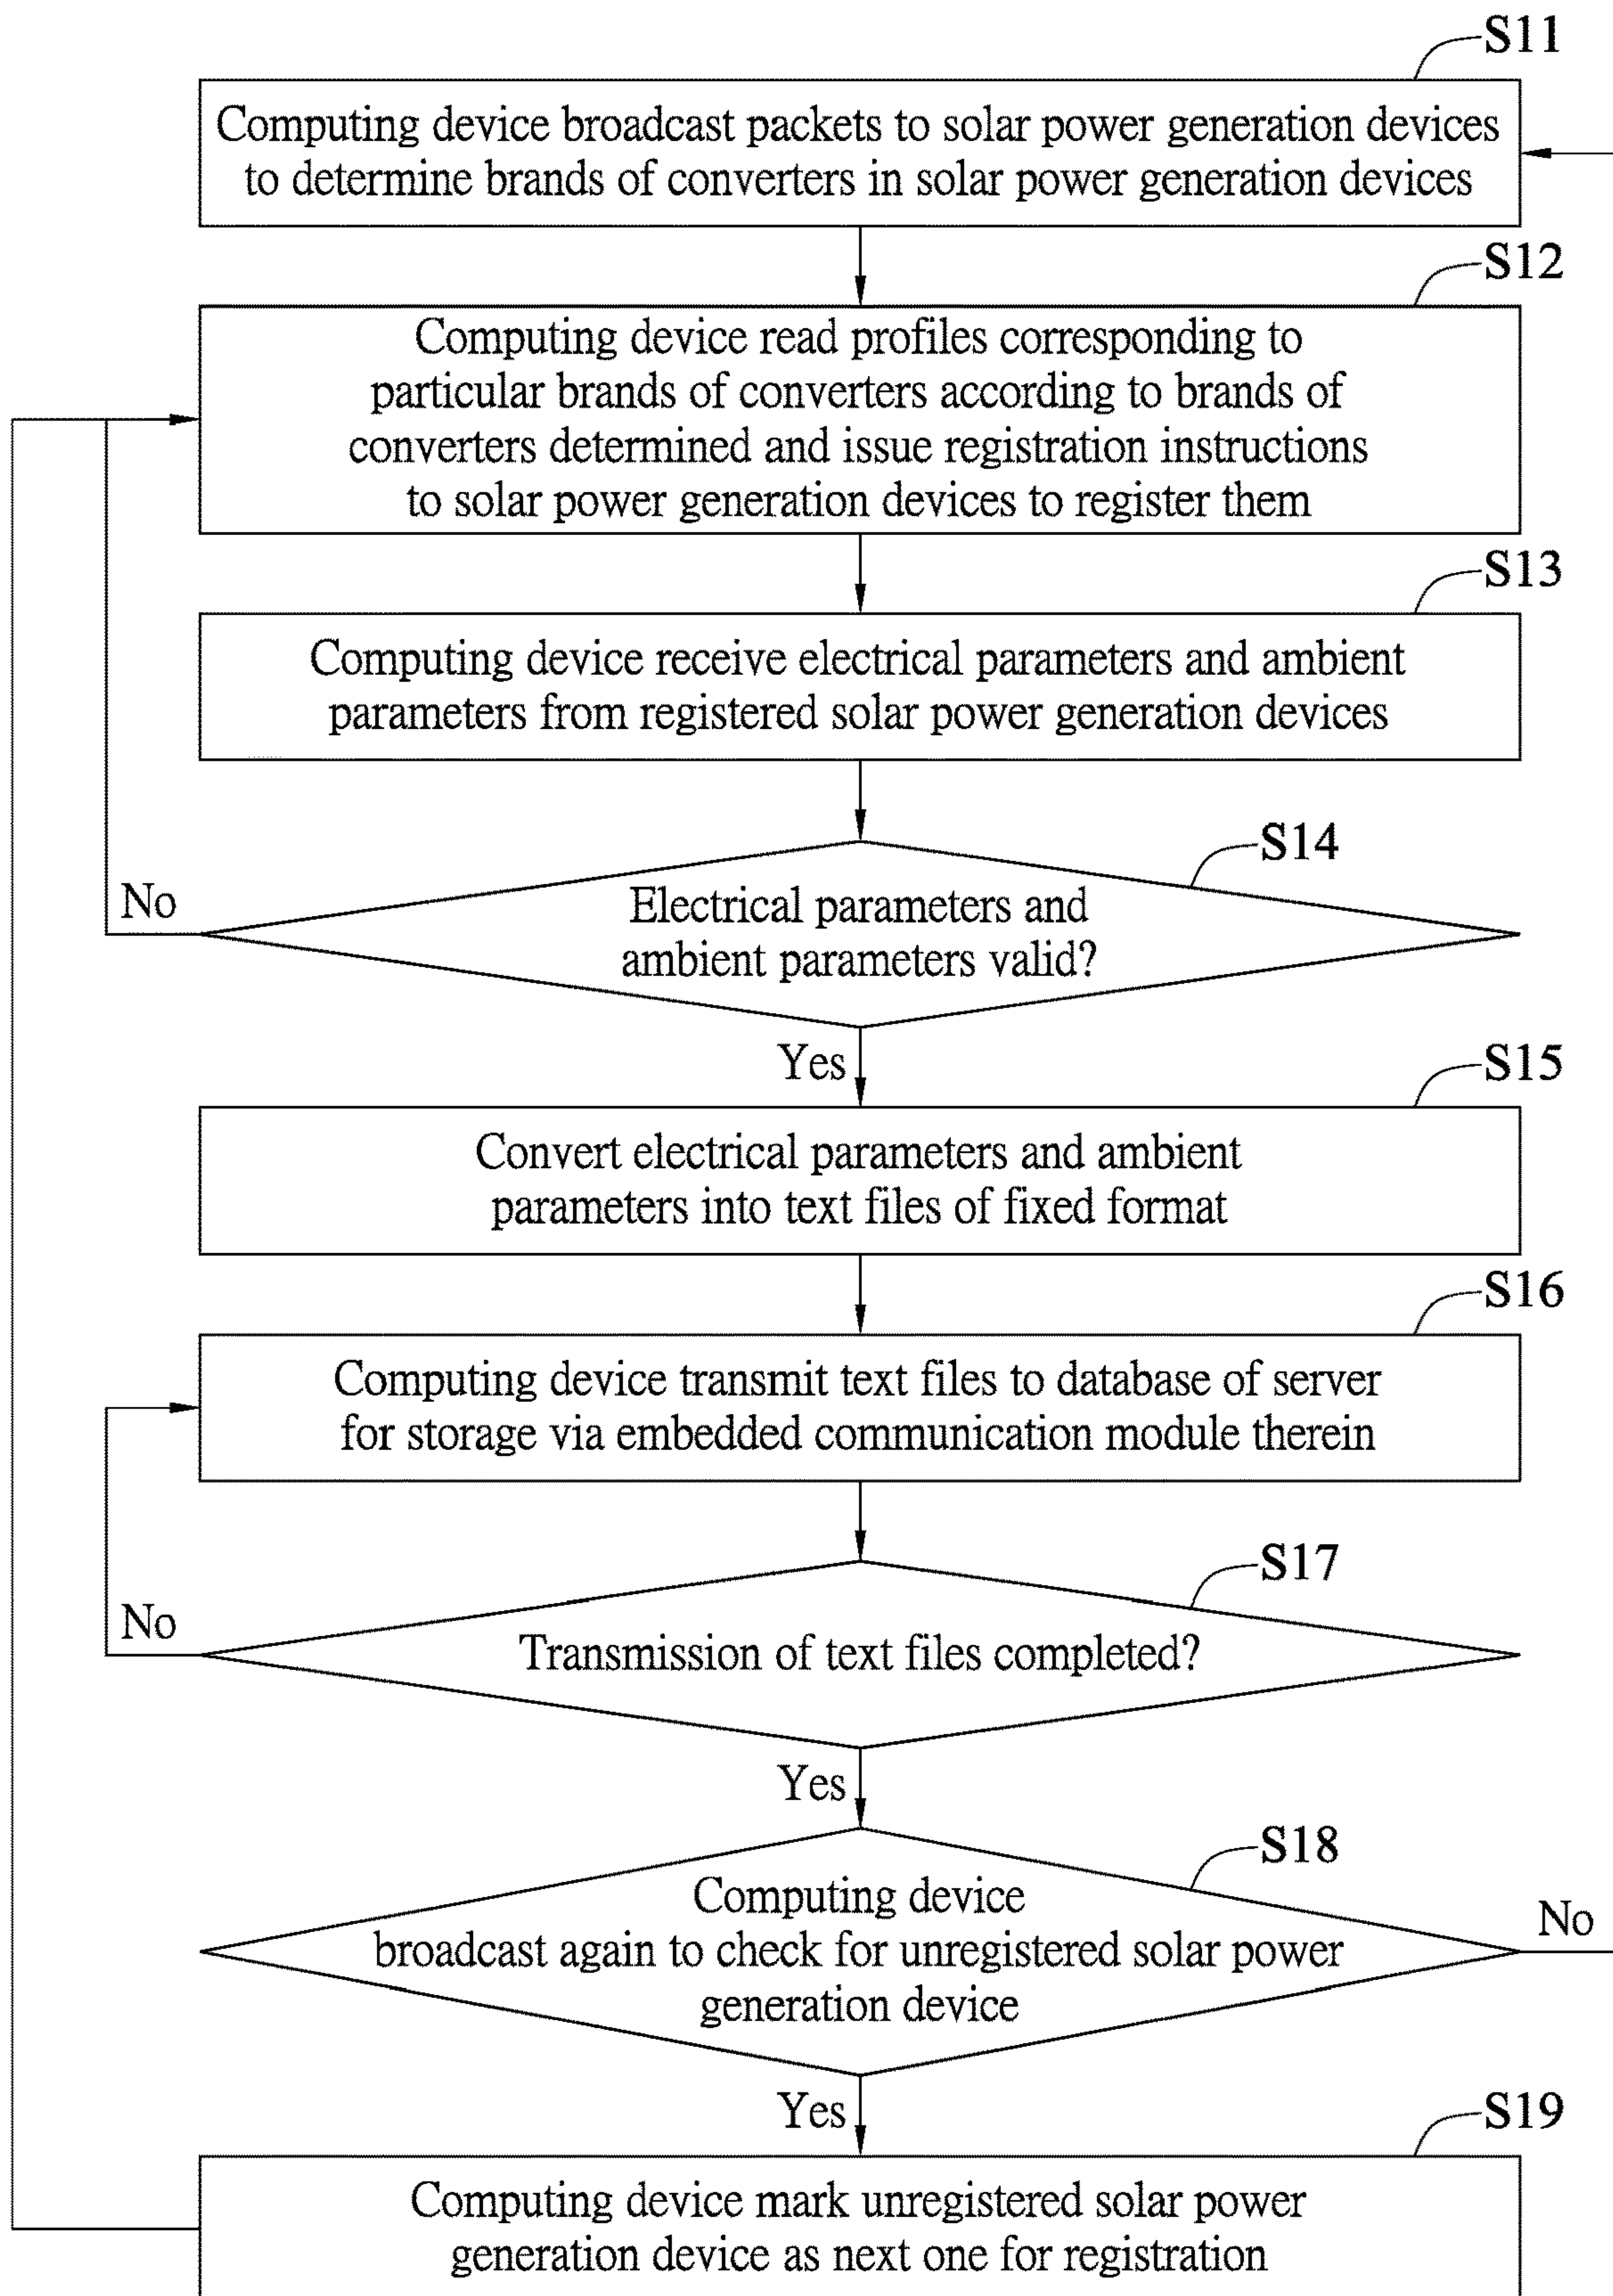 S11
Computing device broadcast packets to solar power generation devices
to determine brands of converters in solar power generation devices
S12
Computing device read profiles corresponding to
particular brands of converters according to brands of
converters determined and issue registration instructions
to solar power generation devices to register them
S13
Computing device receive electrical parameters and ambient
parameters from registered solar power generation devices
S14
No
Electrical parameters and
ambient parameters valid?
Yes
S15
Convert electrical parameters and ambient
parameters into text files of fixed format
S16
Computing device transmit text files to database of server
for storage via embedded communication module therein
S17
No
Transmission of text files completed?
Yes
S18
Computing device
broadcast again to check for unregistered solar power
generation device
No
Yes
S19
Computing device mark unregistered solar power
generation device as next one for registration